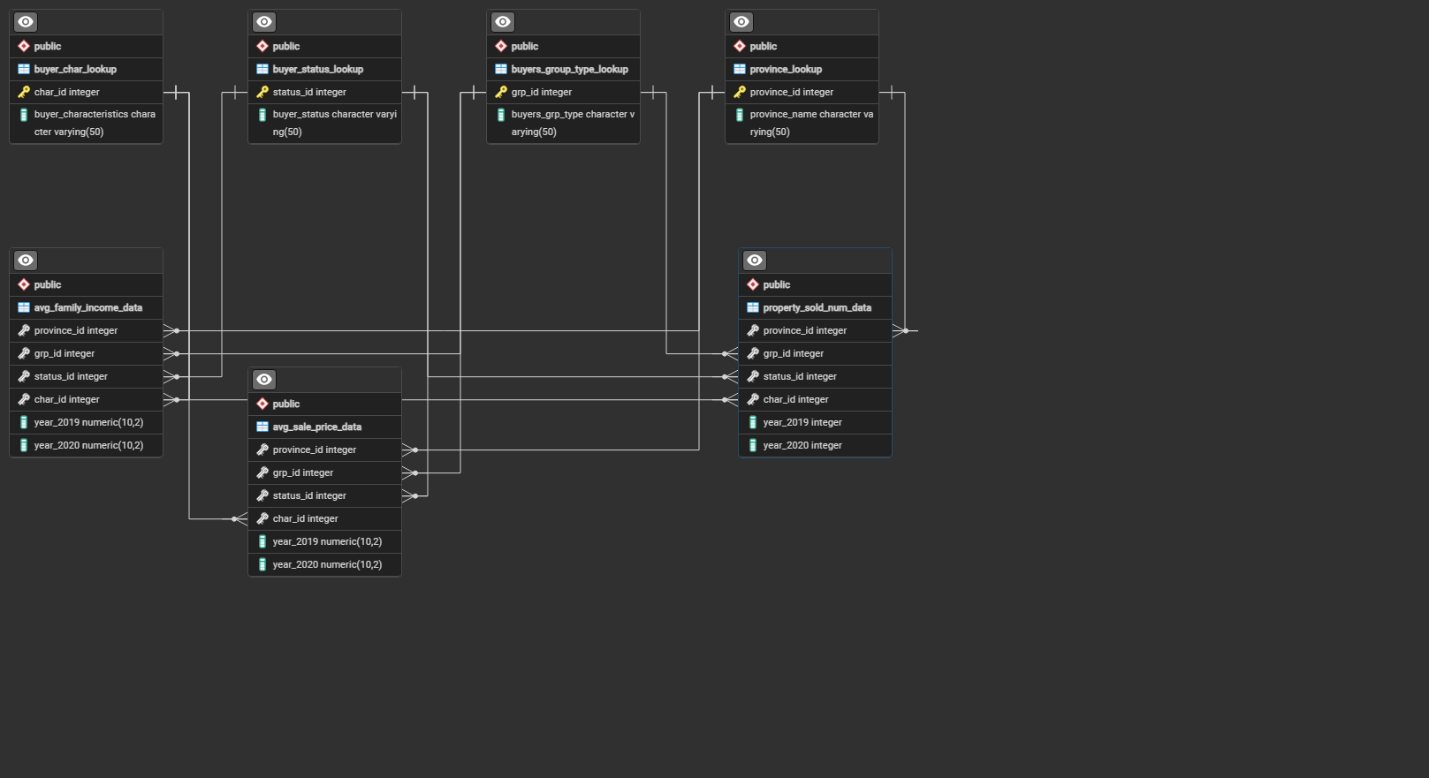 public
buyer_char_lookup
char_id integer
buyer_characteristics chara
cter varying(50)
public
buyer_status_lookup
status_id integer
buyer_status character varyi
ng(50)
public
buyers_group_type_lookup
grp_id integer
buyers_grp_type character v
arying(50)
public
province_lookup
province_id integer
province_name character va
rying(50)
public
avg_family_income_data
province_id integer
grp_id integer
status_id integer
char_id integer
year_2019 numeric(10,2)
year_2020 numeric(10,2)
public
avg_sale_price_data
province_id integer
grp_id integer
status_id integer
char_id integer
year_2019 numeric(10,2)
year_2020 numeric(10,2)
public
property_sold_num_data
province_id integer
grp_id integer
status_id integer
char_id integer
year_2019 integer
year_2020 integer